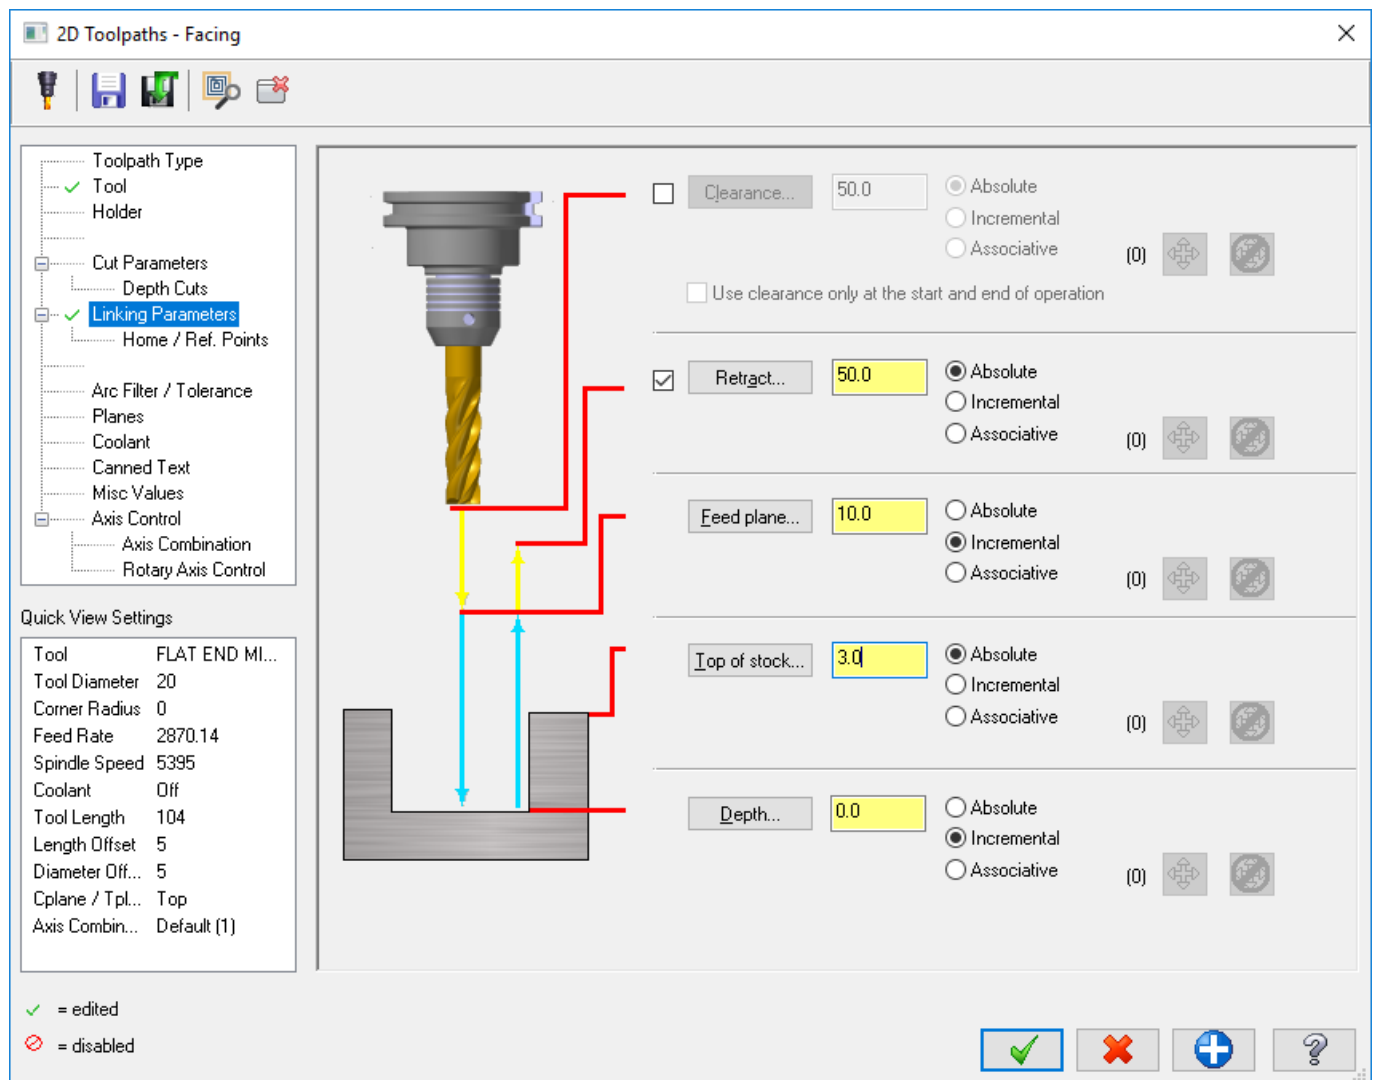 2D Toolpaths - Facing
Toolpath Type
Tool
Holder
Cut Parameters
Depth Cuts
Linking Parameters
Home / Ref. Points
Arc Filter / Tolerance
Planes
Coolant
Canned Text
Misc Values
Axis Control
Axis Combination
Rotary Axis Control
Quick View Settings
Tool FLAT END MI...
Tool Diameter 20
Corner Radius 0
Feed Rate 2870.14
Spindle Speed 5395
Coolant Off
Tool Length 104
Length Offset 5
Diameter Off... 5
Cplane / Tpl... Top
Axis Combin... Default (1)
= edited
= disabled
Clearance... 50.0 Absolute
Incremental
Associative (0)
Use clearance only at the start and end of operation
Retract... 50.0 Absolute
Incremental
Associative (0)
Feed plane... 10.0 Absolute
Incremental
Associative (0)
Top of stock... 3.0 Absolute
Incremental
Associative (0)
Depth... 0.0 Absolute
Incremental
Associative (0)